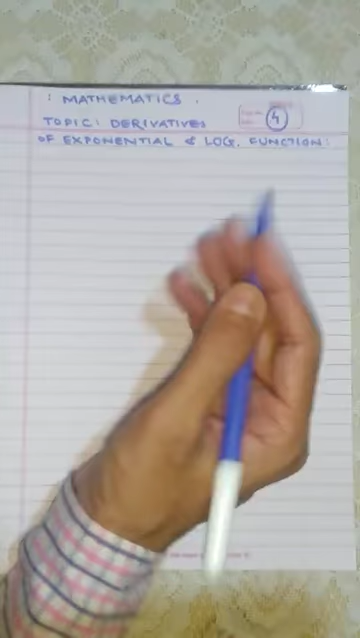 : MATHEMATICS.
TOPIC: DERIVATIVES
4
OF EXPONENTIAL & LOG. FUNCTION: